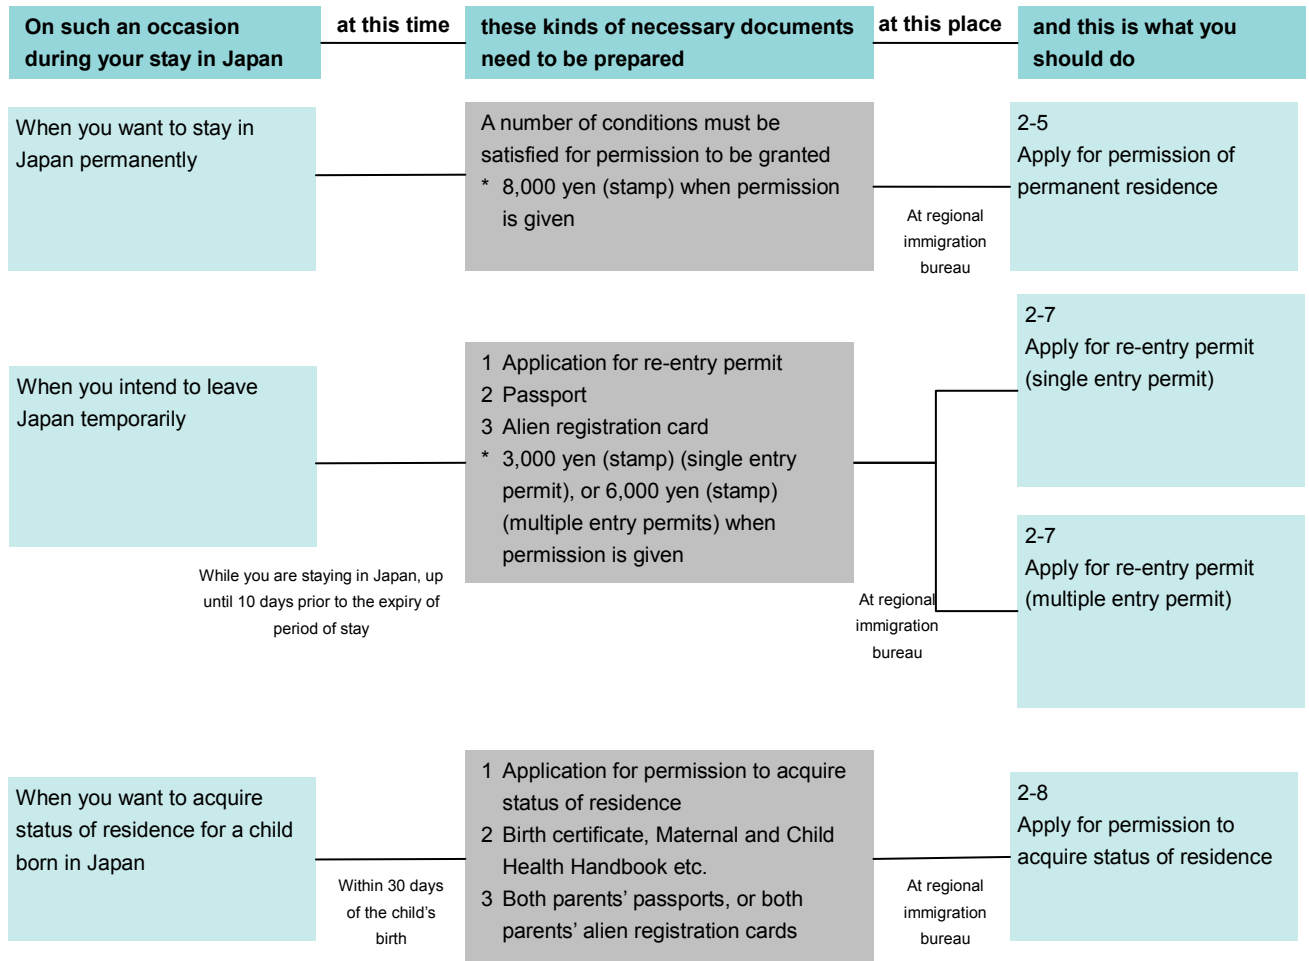 On such an occasion
during your stay in Japan
at this time
these kinds of necessary documents
need to be prepared
at this place
and this is what you
should do
When you want to stay in
Japan permanently
A number of conditions must be
satisfied for permission to be granted
* 8,000 yen (stamp) when permission
is given
At regional
immigration
bureau
2-5
Apply for permission of
permanent residence
When you intend to leave
Japan temporarily
While you are staying in Japan, up
until 10 days prior to the expiry of
period of stay
1 Application for re-entry permit
2 Passport
3 Alien registration card
* 3,000 yen (stamp) (single entry
permit), or 6,000 yen (stamp)
(multiple entry permits) when
permission is given
At regional
immigration
bureau
2-7
Apply for re-entry permit
(single entry permit)
2-7
Apply for re-entry permit
(multiple entry permit)
When you want to acquire
status of residence for a child
born in Japan
Within 30 days
of the child’s
birth
1 Application for permission to acquire
status of residence
2 Birth certificate, Maternal and Child
Health Handbook etc.
3 Both parents’ passports, or both
parents’ alien registration cards
At regional
immigration
bureau
2-8
Apply for permission to
acquire status of residence